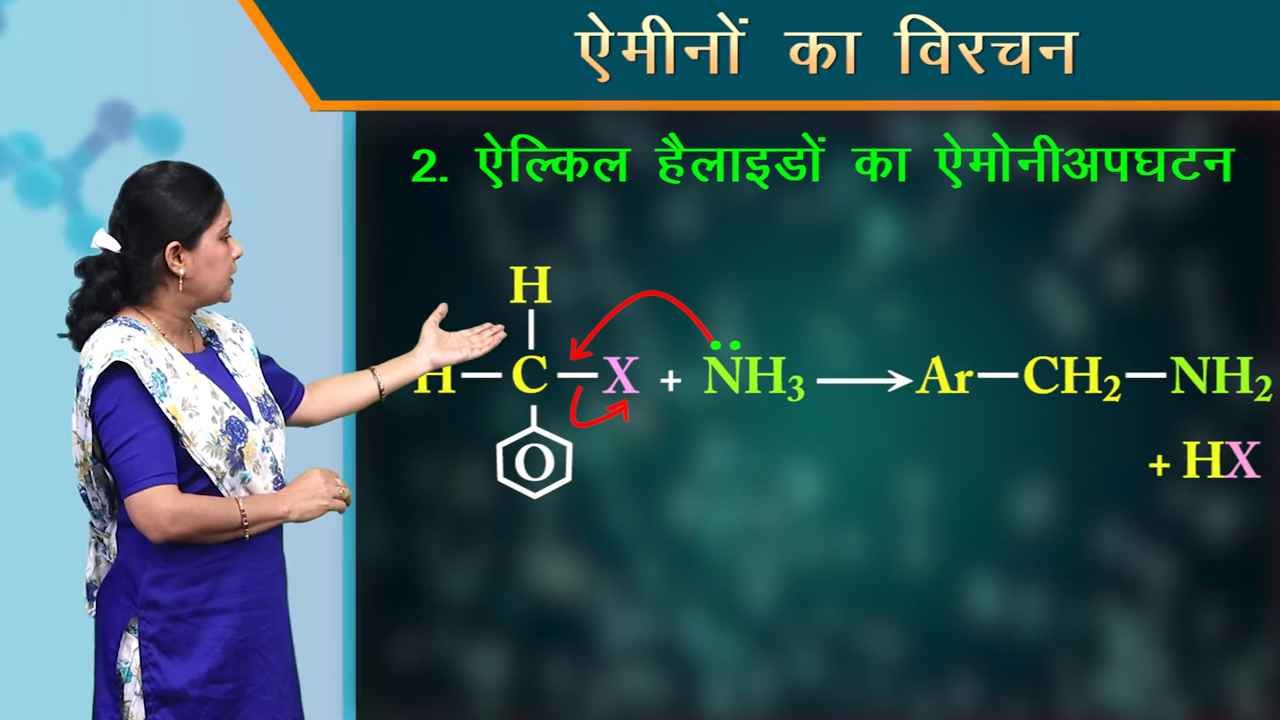 ऐमीनों का विरचन
2. ऐल्किल हैलाइडों का ऐमोनीअपघटन
H
H—C—X + NH₃ ⟶ Ar—CH₂—NH₂
O
+ HX